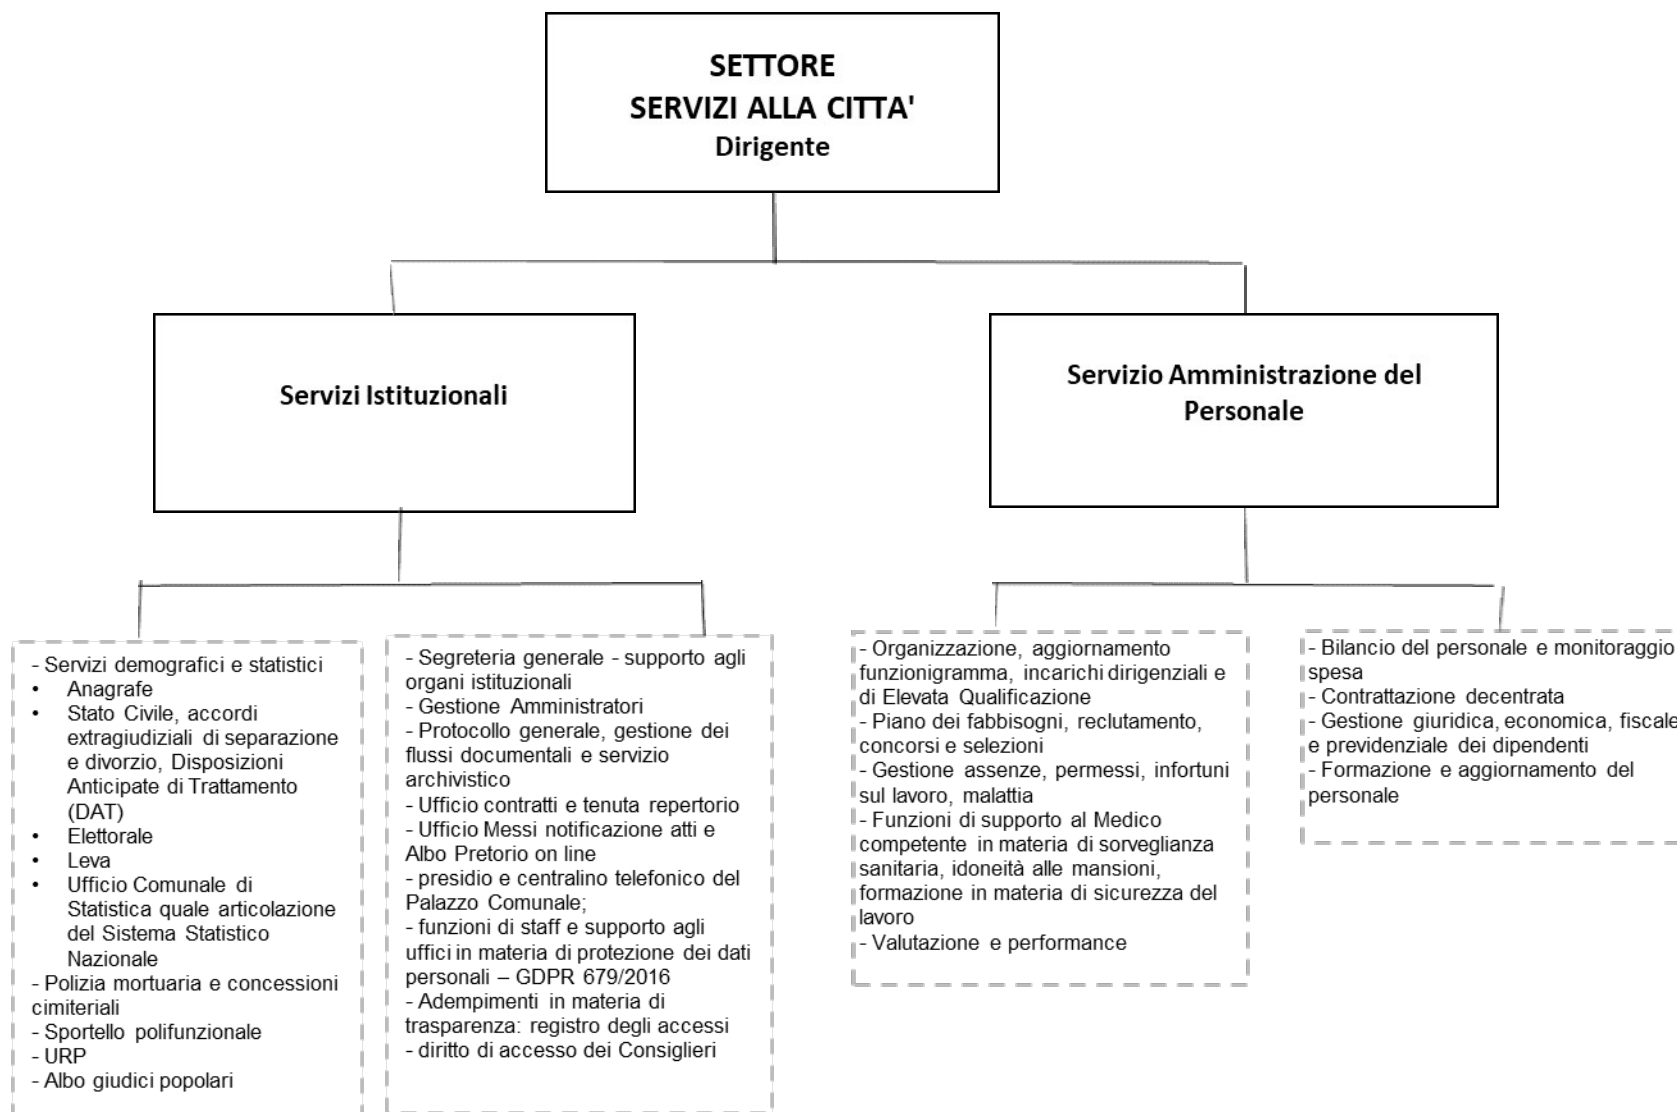 SETTORE
SERVIZI ALLA CITTA'
Dirigente
Servizi Istituzionali
Servizio Amministrazione del
Personale
- Servizi demografici e statistici
• Anagrafe
• Stato Civile, accordi
extragiudiziali di separazione
e divorzio, Disposizioni
Anticipate di Trattamento
(DAT)
• Elettorale
• Leva
• Ufficio Comunale di
Statistica quale articolazione
del Sistema Statistico
Nazionale
- Polizia mortuaria e concessioni
cimiteriali
- Sportello polifunzionale
- URP
- Albo giudici popolari
- Segreteria generale - supporto agli
organi istituzionali
- Gestione Amministratori
- Protocollo generale, gestione dei
flussi documentali e servizio
archivistico
- Ufficio contratti e tenuta repertorio
- Ufficio Messi notificazione atti e
Albo Pretorio on line
- presidio e centralino telefonico del
Palazzo Comunale;
- funzioni di staff e supporto agli
uffici in materia di protezione dei dati
personali – GDPR 679/2016
- Adempimenti in materia di
trasparenza: registro degli accessi
- diritto di accesso dei Consiglieri
- Organizzazione, aggiornamento
funzionigramma, incarichi dirigenziali e
di Elevata Qualificazione
- Piano dei fabbisogni, reclutamento,
concorsi e selezioni
- Gestione assenze, permessi, infortuni
sul lavoro, malattia
- Funzioni di supporto al Medico
competente in materia di sorveglianza
sanitaria, idoneità alle mansioni,
formazione in materia di sicurezza del
lavoro
- Valutazione e performance
- Bilancio del personale e monitoraggio
spesa
- Contrattazione decentrata
- Gestione giuridica, economica, fiscale
e previdenziale dei dipendenti
- Formazione e aggiornamento del
personale